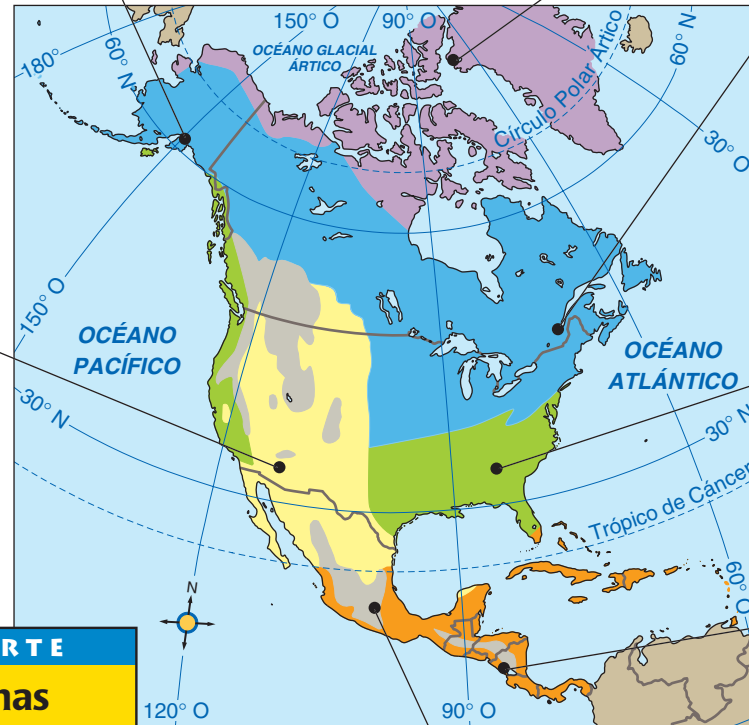 150° O
90° O
180°
60° N
OCÉANO GLACIAL
ÁRTICO
Círculo Polar Ártico
60° N
30° O
150° O
OCÉANO
PACÍFICO
OCÉANO
ATLÁNTICO
30° N
30° N
Trópico de Cáncer
60° O
N
RTE
nas
120° O
90° O